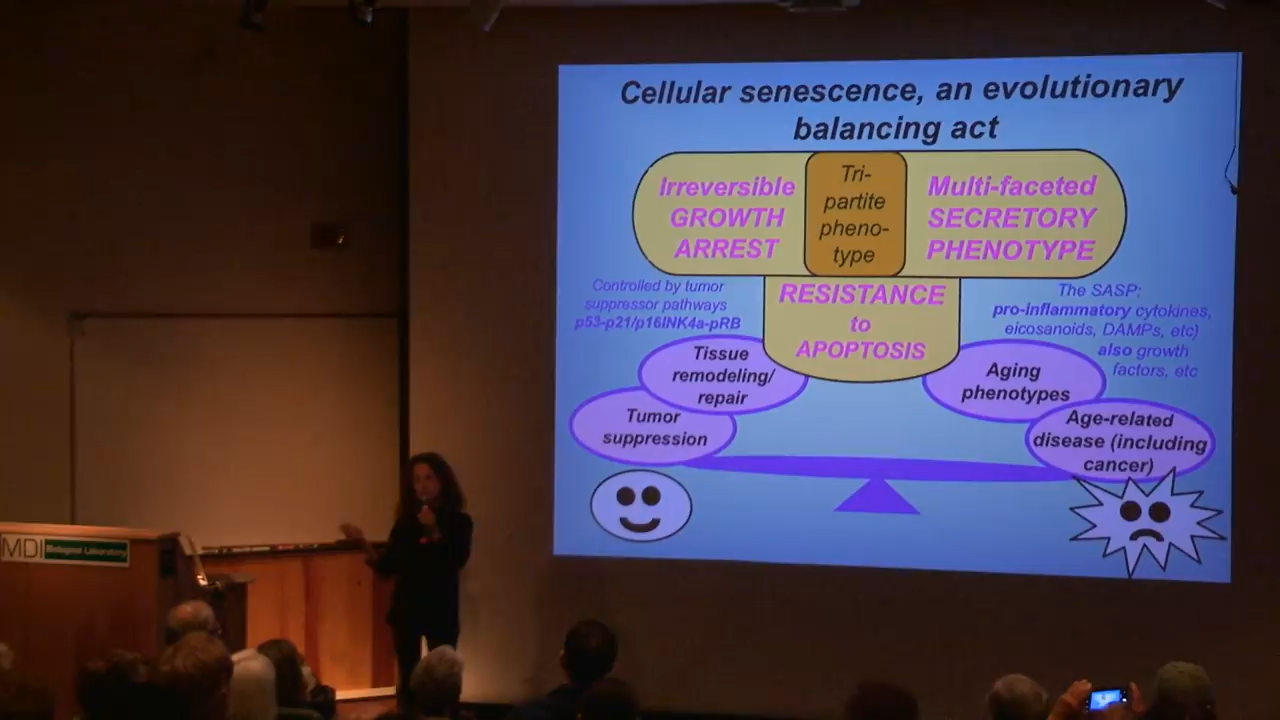 Cellular senescence, an evolutionary
balancing act
Irreversible
GROWTH
ARREST
Tri-
partite
pheno-
type
Multi-faceted
SECRETORY
PHENOTYPE
RESISTANCE
to
APOPTOSIS
Controlled by tumor
suppressor pathways
p53-p21/p16INK4a-pRB
The SASP:
pro-inflammatory cytokines,
eicosanoids, DAMPs, etc)
also growth
factors, etc
Tissue
remodeling/
repair
Tumor
suppression
Aging
phenotypes
Age-related
disease (including
cancer)
MDI Biological Laboratory